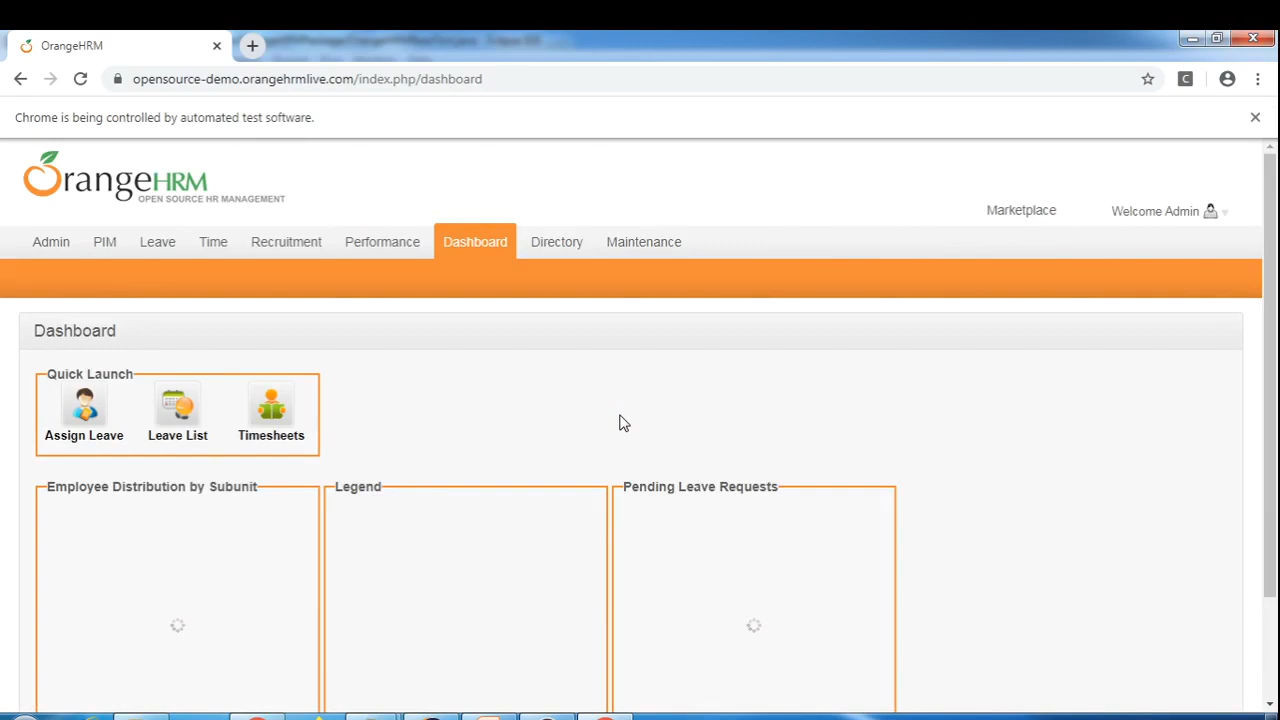 OrangeHRM
opensource-demo.orangehrmlive.com/index.php/dashboard
C
Chrome is being controlled by automated test software.
OrangeHRM
OPEN SOURCE HR MANAGEMENT
Marketplace Welcome Admin
Admin PIM Leave Time Recruitment Performance Dashboard Directory Maintenance
Dashboard
Quick Launch
Assign Leave Leave List Timesheets
Employee Distribution by Subunit Legend Pending Leave Requests